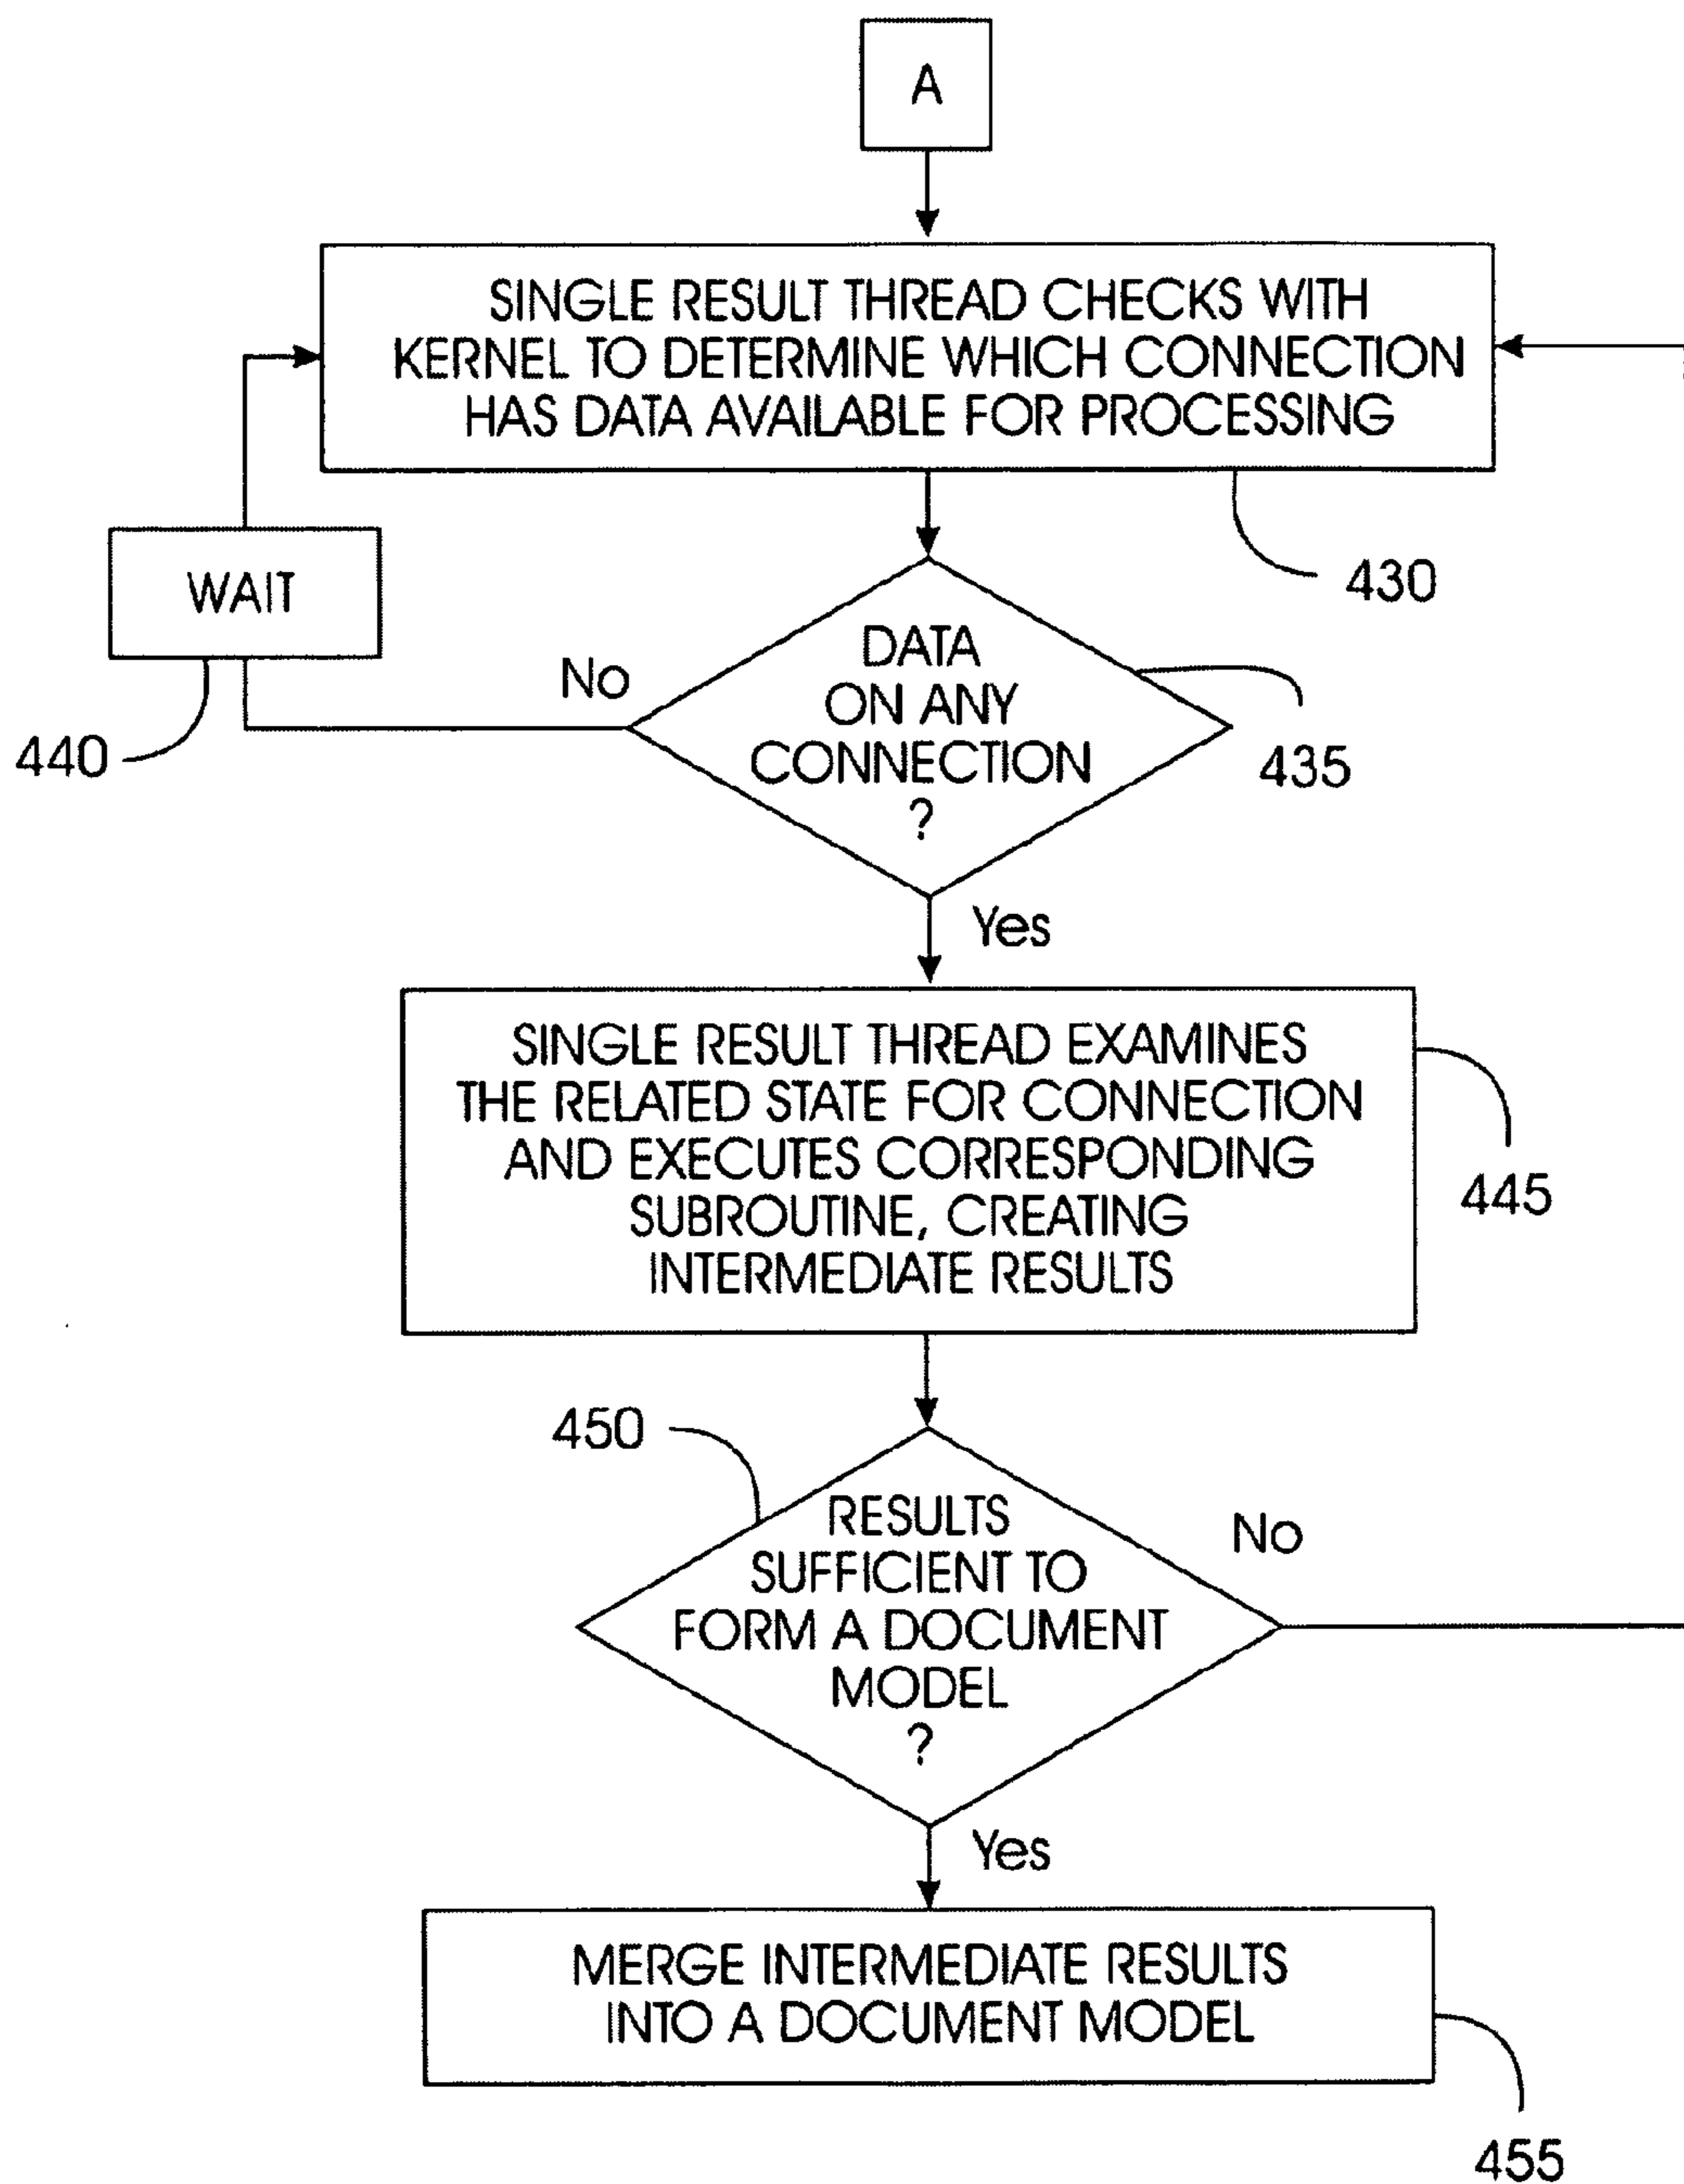 A
SINGLE RESULT THREAD CHECKS WITH
KERNEL TO DETERMINE WHICH CONNECTION
HAS DATA AVAILABLE FOR PROCESSING
430
WAIT
440
No
DATA
ON ANY
CONNECTION
?
435
Yes
SINGLE RESULT THREAD EXAMINES
THE RELATED STATE FOR CONNECTION
AND EXECUTES CORRESPONDING
SUBROUTINE, CREATING
INTERMEDIATE RESULTS
445
450
RESULTS
SUFFICIENT TO
FORM A DOCUMENT
MODEL
?
No
Yes
MERGE INTERMEDIATE RESULTS
INTO A DOCUMENT MODEL
455